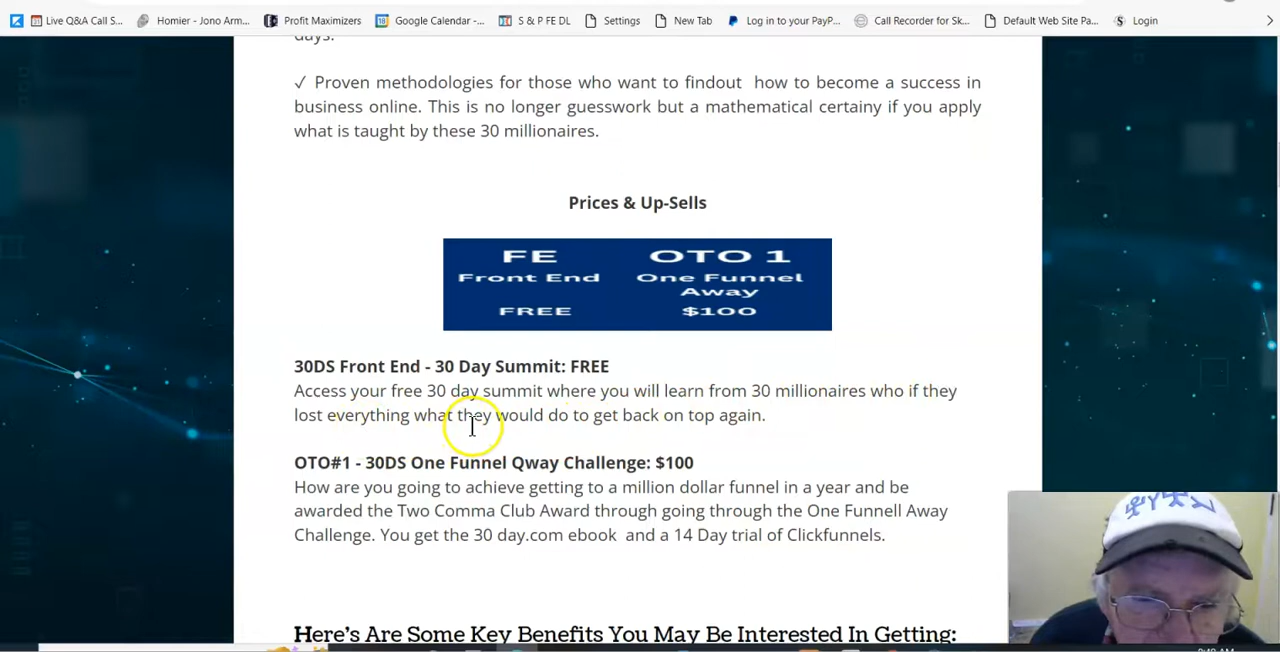 Live Q&A Call S...
Homier - Jono Arm...
Profit Maximizers
Google Calendar -...
S & P FE DL
Settings
New Tab
Log in to your PayP...
Call Recorder for Sk...
Default Web Site Pa...
Login
days.
✓ Proven methodologies for those who want to findout how to become a success in
business online. This is no longer guesswork but a mathematical certainy if you apply
what is taught by these 30 millionaires.
Prices & Up-Sells
FE OTO 1
Front End One Funnel
Away
FREE $100
30DS Front End - 30 Day Summit: FREE
Access your free 30 day summit where you will learn from 30 millionaires who if they
lost everything what they would do to get back on top again.
OTO#1 - 30DS One Funnel Qway Challenge: $100
How are you going to achieve getting to a million dollar funnel in a year and be
awarded the Two Comma Club Award through going through the One Funnell Away
Challenge. You get the 30 day.com ebook and a 14 Day trial of Clickfunnels.
Here's Are Some Key Benefits You May Be Interested In Getting: